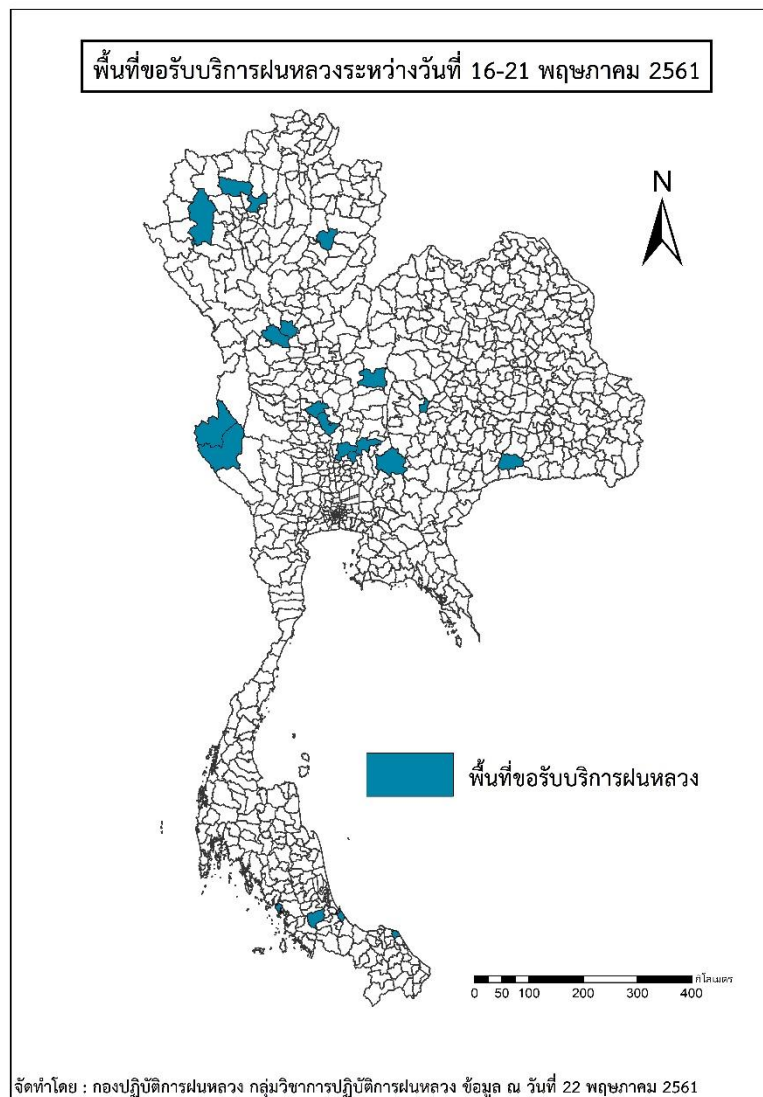 พื้นที่ขอรับบริการฝนหลวงระหว่างวันที่ 16-21 พฤษภาคม 2561
N
พื้นที่ขอรับบริการฝนหลวง
กิโลเมตร
0 50 100 200 300 400
จัดทำโดย : กองปฏิบัติการฝนหลวง กลุ่มวิชาการปฏิบัติการฝนหลวง ข้อมูล ณ วันที่ 22 พฤษภาคม 2561